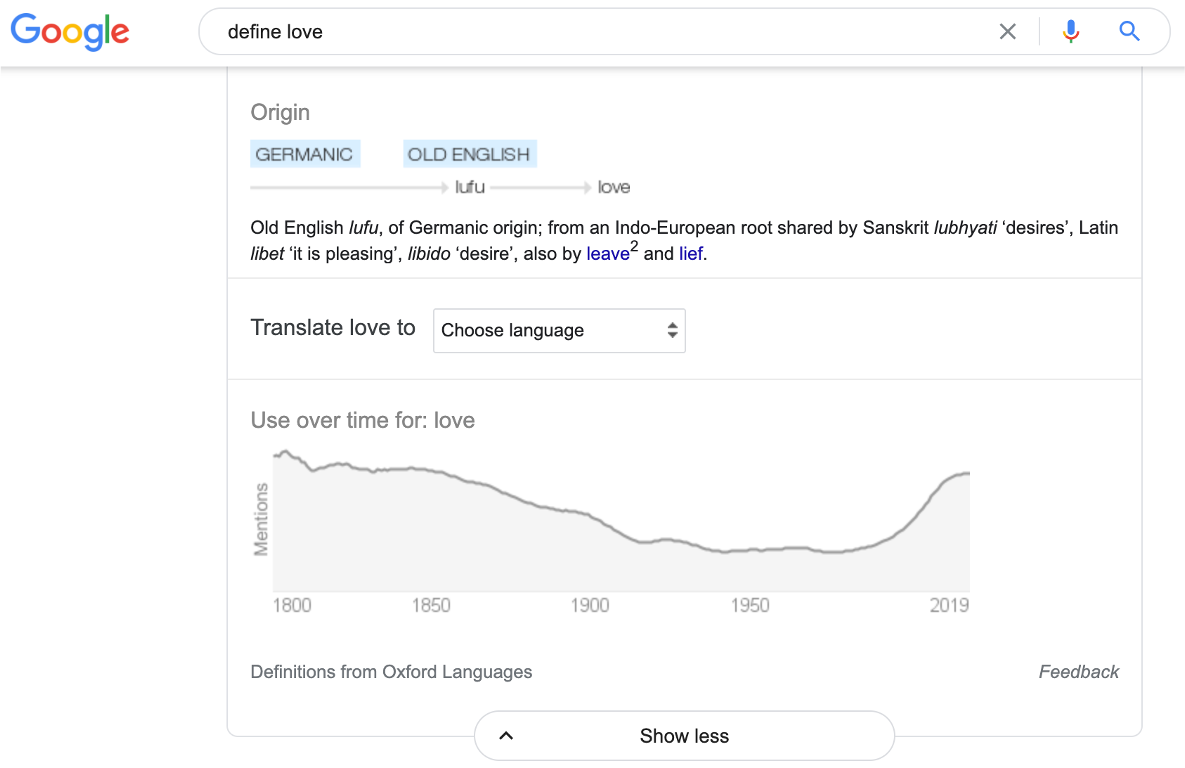 Google
define love
Origin
GERMANIC OLD ENGLISH
lufu love
Old English lufu, of Germanic origin; from an Indo-European root shared by Sanskrit lubhyati ‘desires’, Latin
libet ‘it is pleasing’, libido ‘desire’, also by leave2 and lief.
Translate love to Choose language
Use over time for: love
Mentions
1800 1850 1900 1950 2019
Definitions from Oxford Languages Feedback
Show less